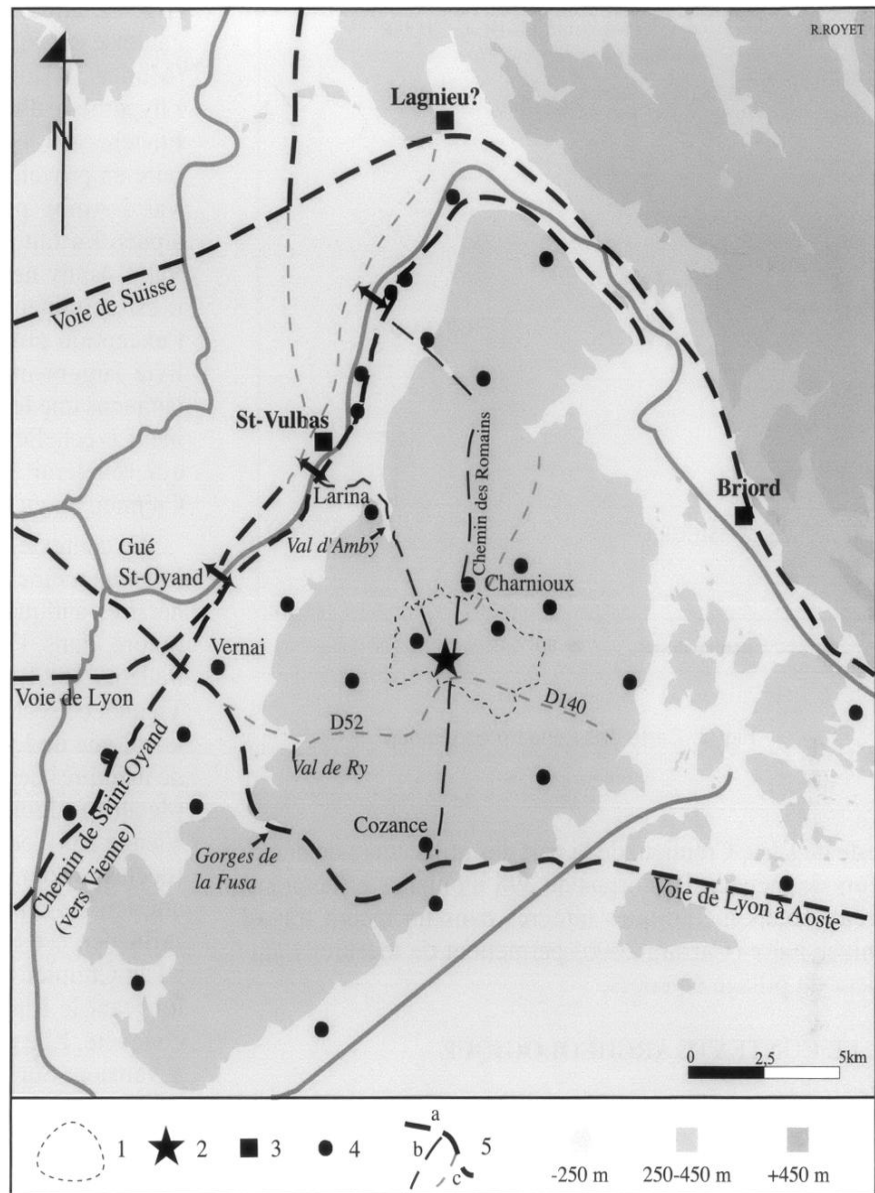 R.ROYET
N
Lagnieu?
Voie de Suisse
St-Vulbas
Larina
Val d'Amby
Chemin des Romains
Briord
Gué
St-Oyand
Charnioux
Vernai
Voie de Lyon
D52
D140
Val de Ry
Chemin de Saint-Oyand
(vers Vienne)
Cozance
Gorges de
la Fusa
Voie de Lyon à Aoste
0 2,5 5km
1 2 3 4 a b c 5
-250 m 250-450 m +450 m